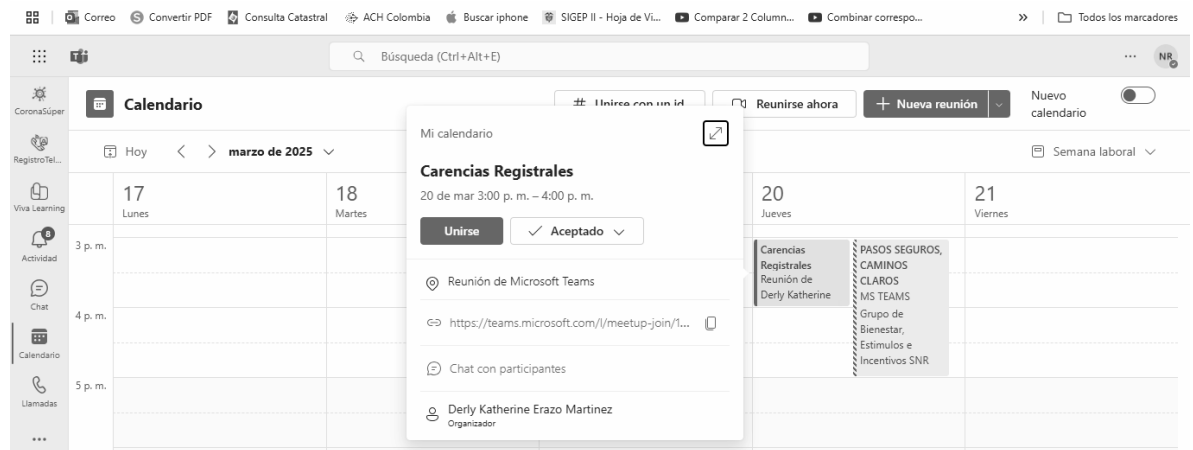 Correo Convertir PDF Consulta Catastral ACH Colombia Buscar iphone SIGEP II - Hoja de Vi... Comparar 2 Column... Combinar correspo... » Todos los marcadores
Búsqueda (Ctrl+Alt+E) ... NR
CoronaSúper
Calendario
# Unirse con un id
Reunirse ahora
+ Nueva reunión
Nuevo
calendario
RegistroTel...
Hoy < > marzo de 2025
Semana laboral
Viva Learning
8
Actividad
Chat
Calendario
Llamadas
...
17
Lunes
18
Martes
20
Jueves
21
Viernes
3 p. m.
4 p. m.
5 p. m.
Mi calendario
Carencias Registrales
20 de mar 3:00 p. m. – 4:00 p. m.
Unirse
Aceptado
Reunión de Microsoft Teams
https://teams.microsoft.com/l/meetup-join/1...
Chat con participantes
Derly Katherine Erazo Martinez
Organizador
Carencias
Registrales
Reunión de
Derly Katherine
PASOS SEGUROS,
CAMINOS
CLAROS
MS TEAMS
Grupo de
Bienestar,
Estimulos e
Incentivos SNR